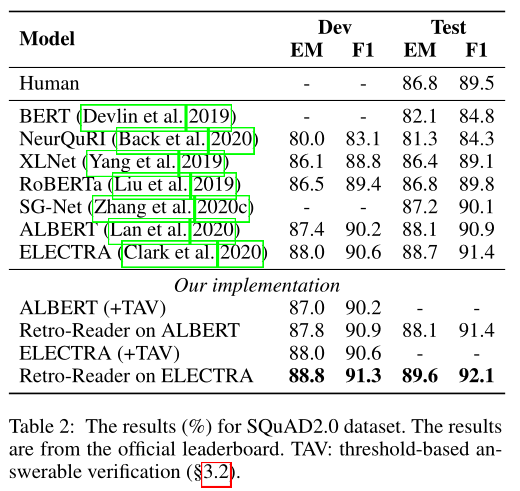 Model Dev Test
EM F1 EM F1
Human - - 86.8 89.5
BERT (Devlin et al. 2019) - - 82.1 84.8
NeurQuRI (Back et al. 2020) 80.0 83.1 81.3 84.3
XLNet (Yang et al. 2019) 86.1 88.8 86.4 89.1
RoBERTa (Liu et al. 2019) 86.5 89.4 86.8 89.8
SG-Net (Zhang et al. 2020c) - - 87.2 90.1
ALBERT (Lan et al. 2020) 87.4 90.2 88.1 90.9
ELECTRA (Clark et al. 2020) 88.0 90.6 88.7 91.4
Our implementation
ALBERT (+TAV) 87.0 90.2 - -
Retro-Reader on ALBERT 87.8 90.9 88.1 91.4
ELECTRA (+TAV) 88.0 90.6 - -
Retro-Reader on ELECTRA 88.8 91.3 89.6 92.1
Table 2: The results (%) for SQuAD2.0 dataset. The results
are from the official leaderboard. TAV: threshold-based an-
swerable verification (§3.2).